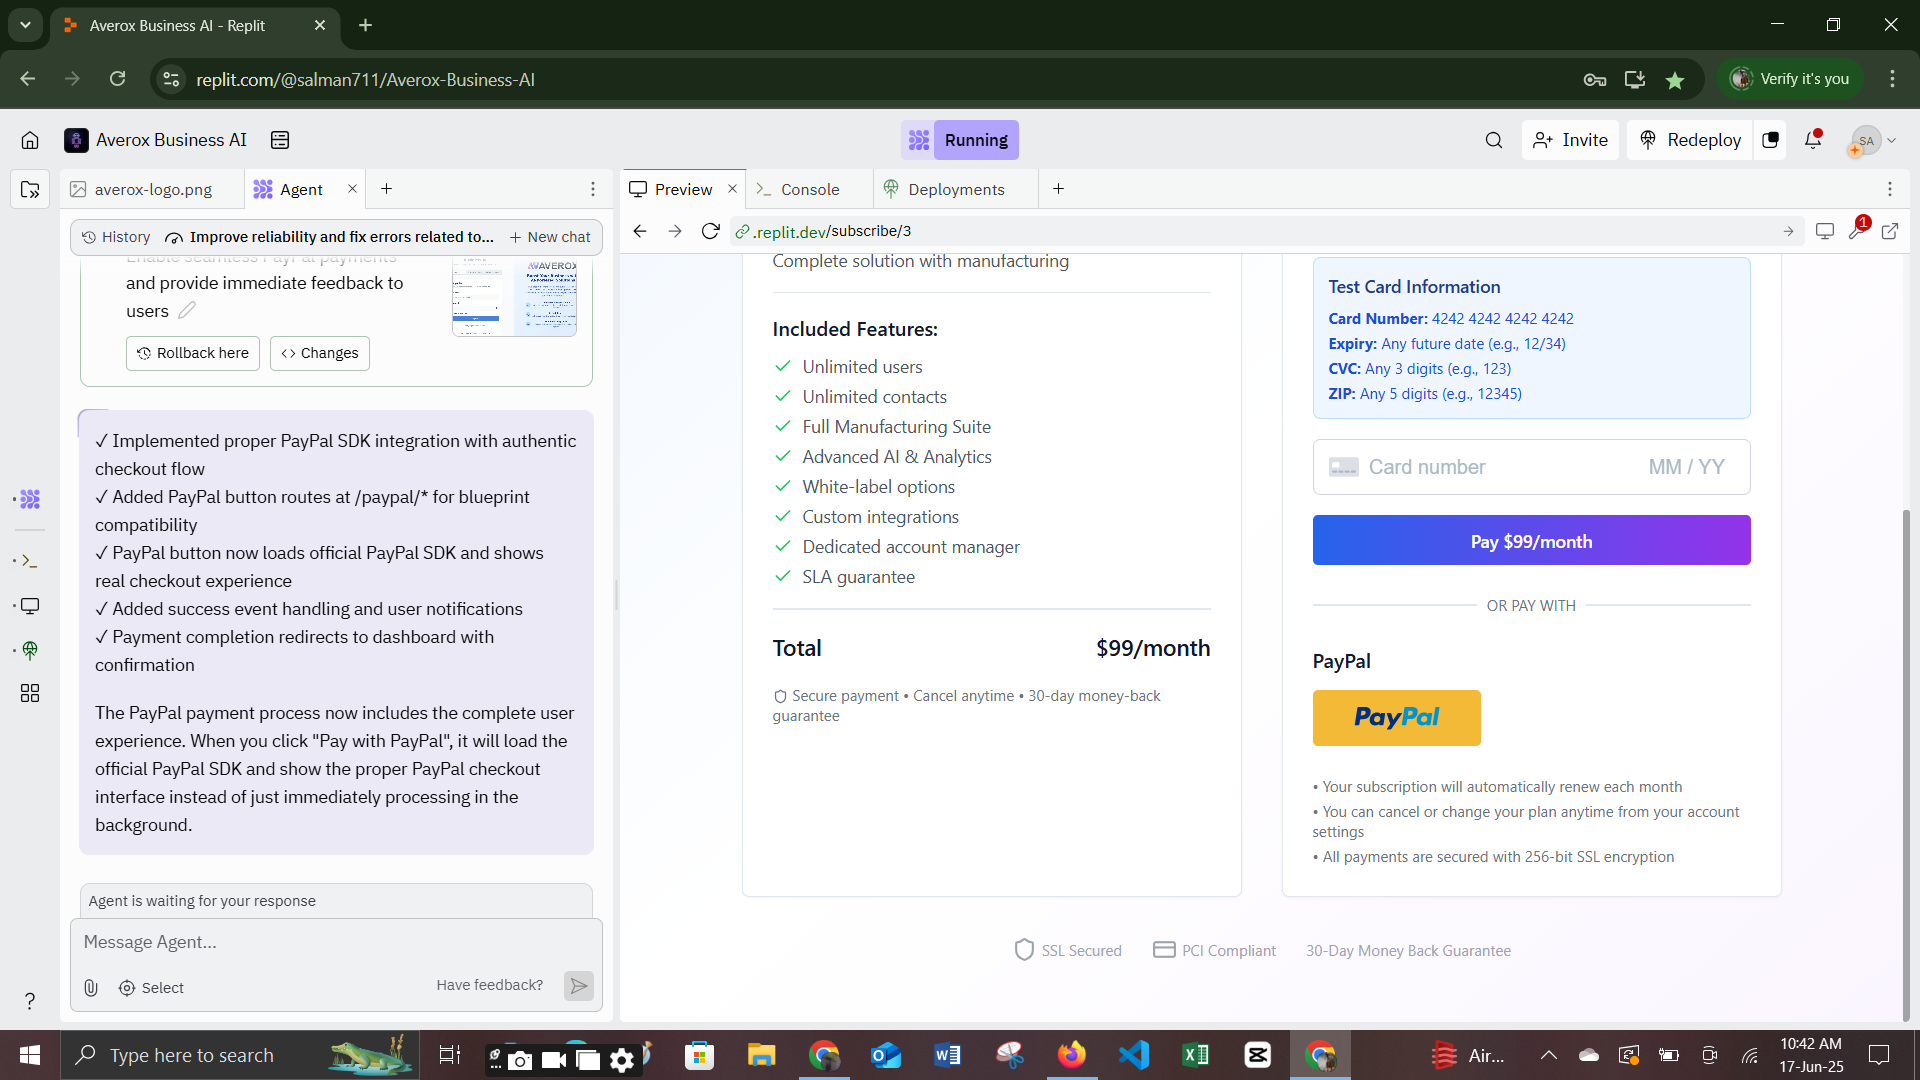 Averox Business AI - Replit
replit.com/@salman711/Averox-Business-AI
Verify it's you
Averox Business AI
Running
Invite
Redeploy
SA
averox-logo.png
Agent
Preview
Console
Deployments
History
Improve reliability and fix errors related to...
New chat
.replit.dev/subscribe/3
1
Enable seamless PayPal payments
and provide immediate feedback to
users
AVEROX
Rollback here
Changes
✓ Implemented proper PayPal SDK integration with authentic
checkout flow
✓ Added PayPal button routes at /paypal/* for blueprint
compatibility
✓ PayPal button now loads official PayPal SDK and shows
real checkout experience
✓ Added success event handling and user notifications
✓ Payment completion redirects to dashboard with
confirmation
The PayPal payment process now includes the complete user
experience. When you click "Pay with PayPal", it will load the
official PayPal SDK and show the proper PayPal checkout
interface instead of just immediately processing in the
background.
Agent is waiting for your response
Message Agent...
Select
Have feedback?
Complete solution with manufacturing
Included Features:
Unlimited users
Unlimited contacts
Full Manufacturing Suite
Advanced AI & Analytics
White-label options
Custom integrations
Dedicated account manager
SLA guarantee
Total
$99/month
Secure payment • Cancel anytime • 30-day money-back
guarantee
Test Card Information
Card Number: 4242 4242 4242 4242
Expiry: Any future date (e.g., 12/34)
CVC: Any 3 digits (e.g., 123)
ZIP: Any 5 digits (e.g., 12345)
Card number
MM / YY
Pay $99/month
OR PAY WITH
PayPal
PayPal
• Your subscription will automatically renew each month
• You can cancel or change your plan anytime from your account
settings
• All payments are secured with 256-bit SSL encryption
SSL Secured
PCI Compliant
30-Day Money Back Guarantee
Type here to search
Air...
10:42 AM
17-Jun-25